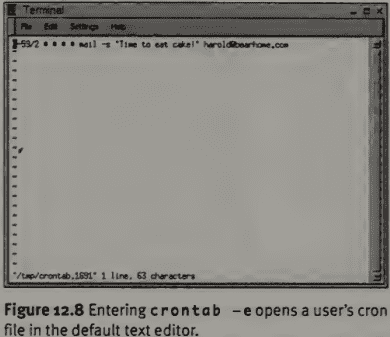 Terminal
File Edit Settings Help
-59/2 * * * * mail -s "Time to eat cake!" harold@bearhome.com
"/tmp/crontab.1691" 1 line, 63 characters
Figure 12.8 Entering crontab -e opens a user's cron
file in the default text editor.